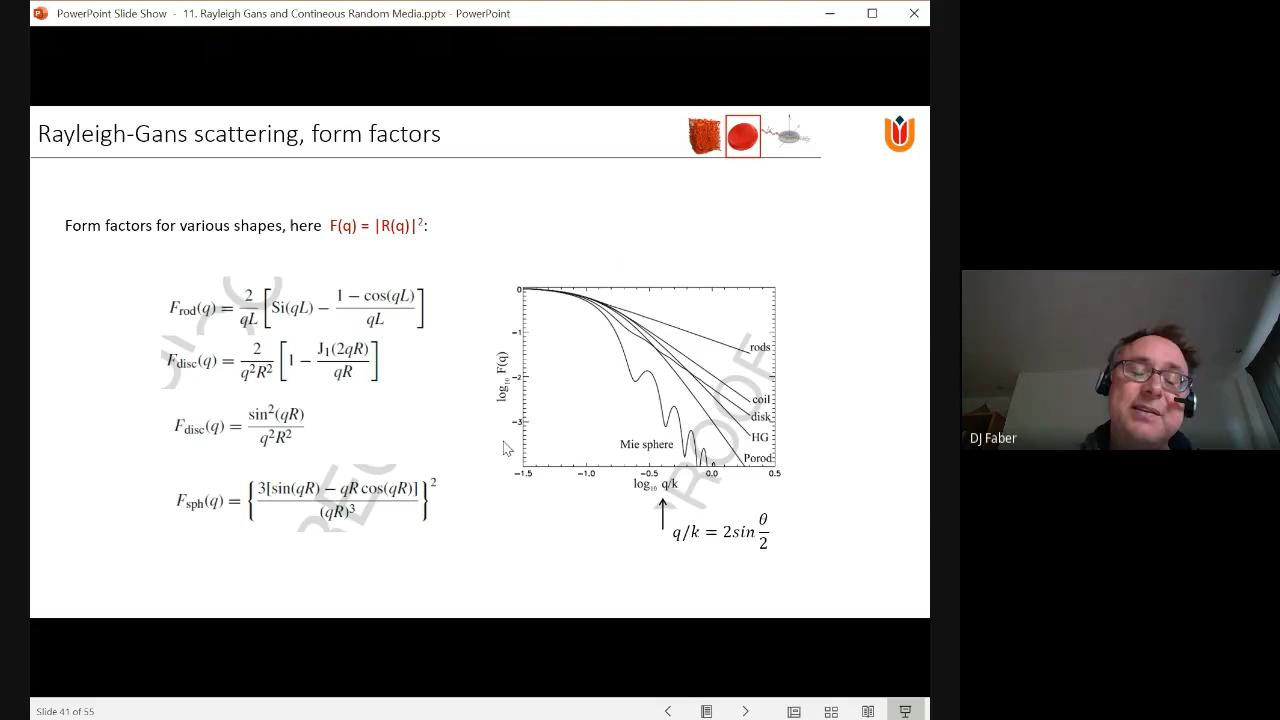 PowerPoint Slide Show - 11. Rayleigh Gans and Contineous Random Media.pptx - PowerPoint
Rayleigh-Gans scattering, form factors
Form factors for various shapes, here F(q) = |R(q)|²:
F_rod(q) = 2/(qL) [ Si(qL) − (1 − cos(qL))/(qL) ]
F_disc(q) = 2/(q²R²) [ 1 − J₁(2qR)/(qR) ]
F_disc(q) = sin²(qR)/(q²R²)
F_sph(q) = { 3[sin(qR) − qR cos(qR)]/(qR)³ }²
log₁₀ F(q)
0
−1
−2
−3
rods
coil
disk
HG
Porod
Mie sphere
−1.5 −1.0 −0.5 0.0 0.5
log₁₀ q/k
q/k = 2sin θ/2
DJ Faber
Slide 41 of 55